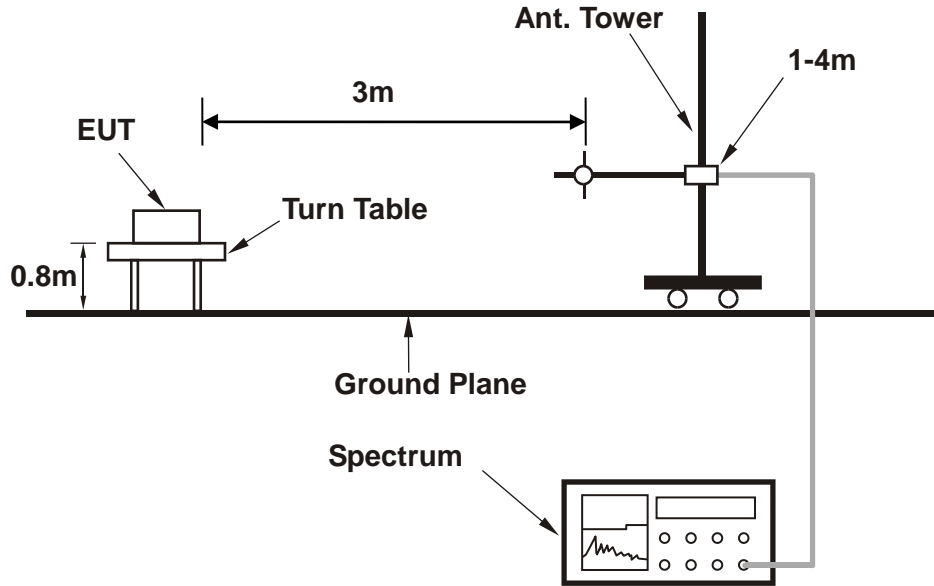 Ant. Tower
1-4m
3m
EUT
Turn Table
0.8m
Ground Plane
Spectrum